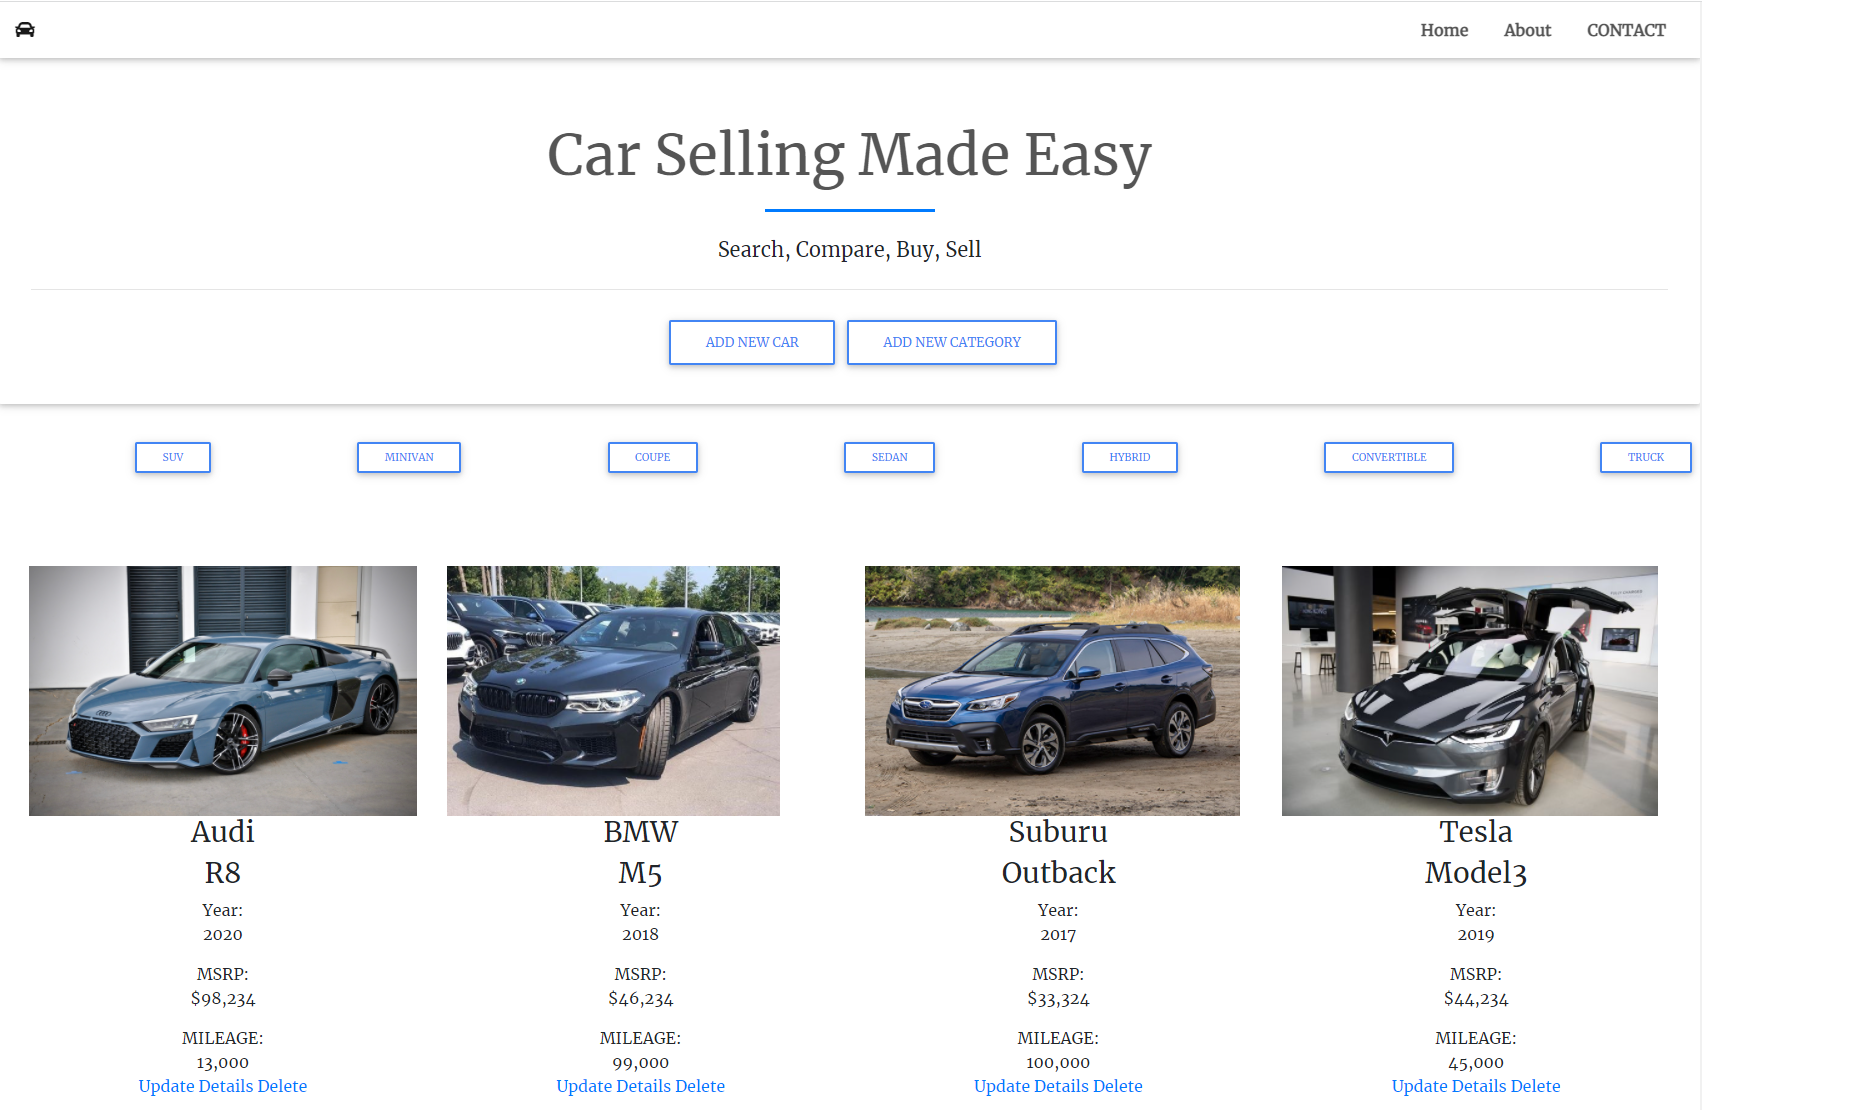 Home About CONTACT
Car Selling Made Easy
Search, Compare, Buy, Sell
ADD NEW CAR ADD NEW CATEGORY
SUV MINIVAN COUPE SEDAN HYBRID CONVERTIBLE TRUCK
Audi
R8
Year:
2020
MSRP:
$98,234
MILEAGE:
13,000
Update Details Delete
BMW
M5
Year:
2018
MSRP:
$46,234
MILEAGE:
99,000
Update Details Delete
Suburu
Outback
Year:
2017
MSRP:
$33,324
MILEAGE:
100,000
Update Details Delete
Tesla
Model3
Year:
2019
MSRP:
$44,234
MILEAGE:
45,000
Update Details Delete